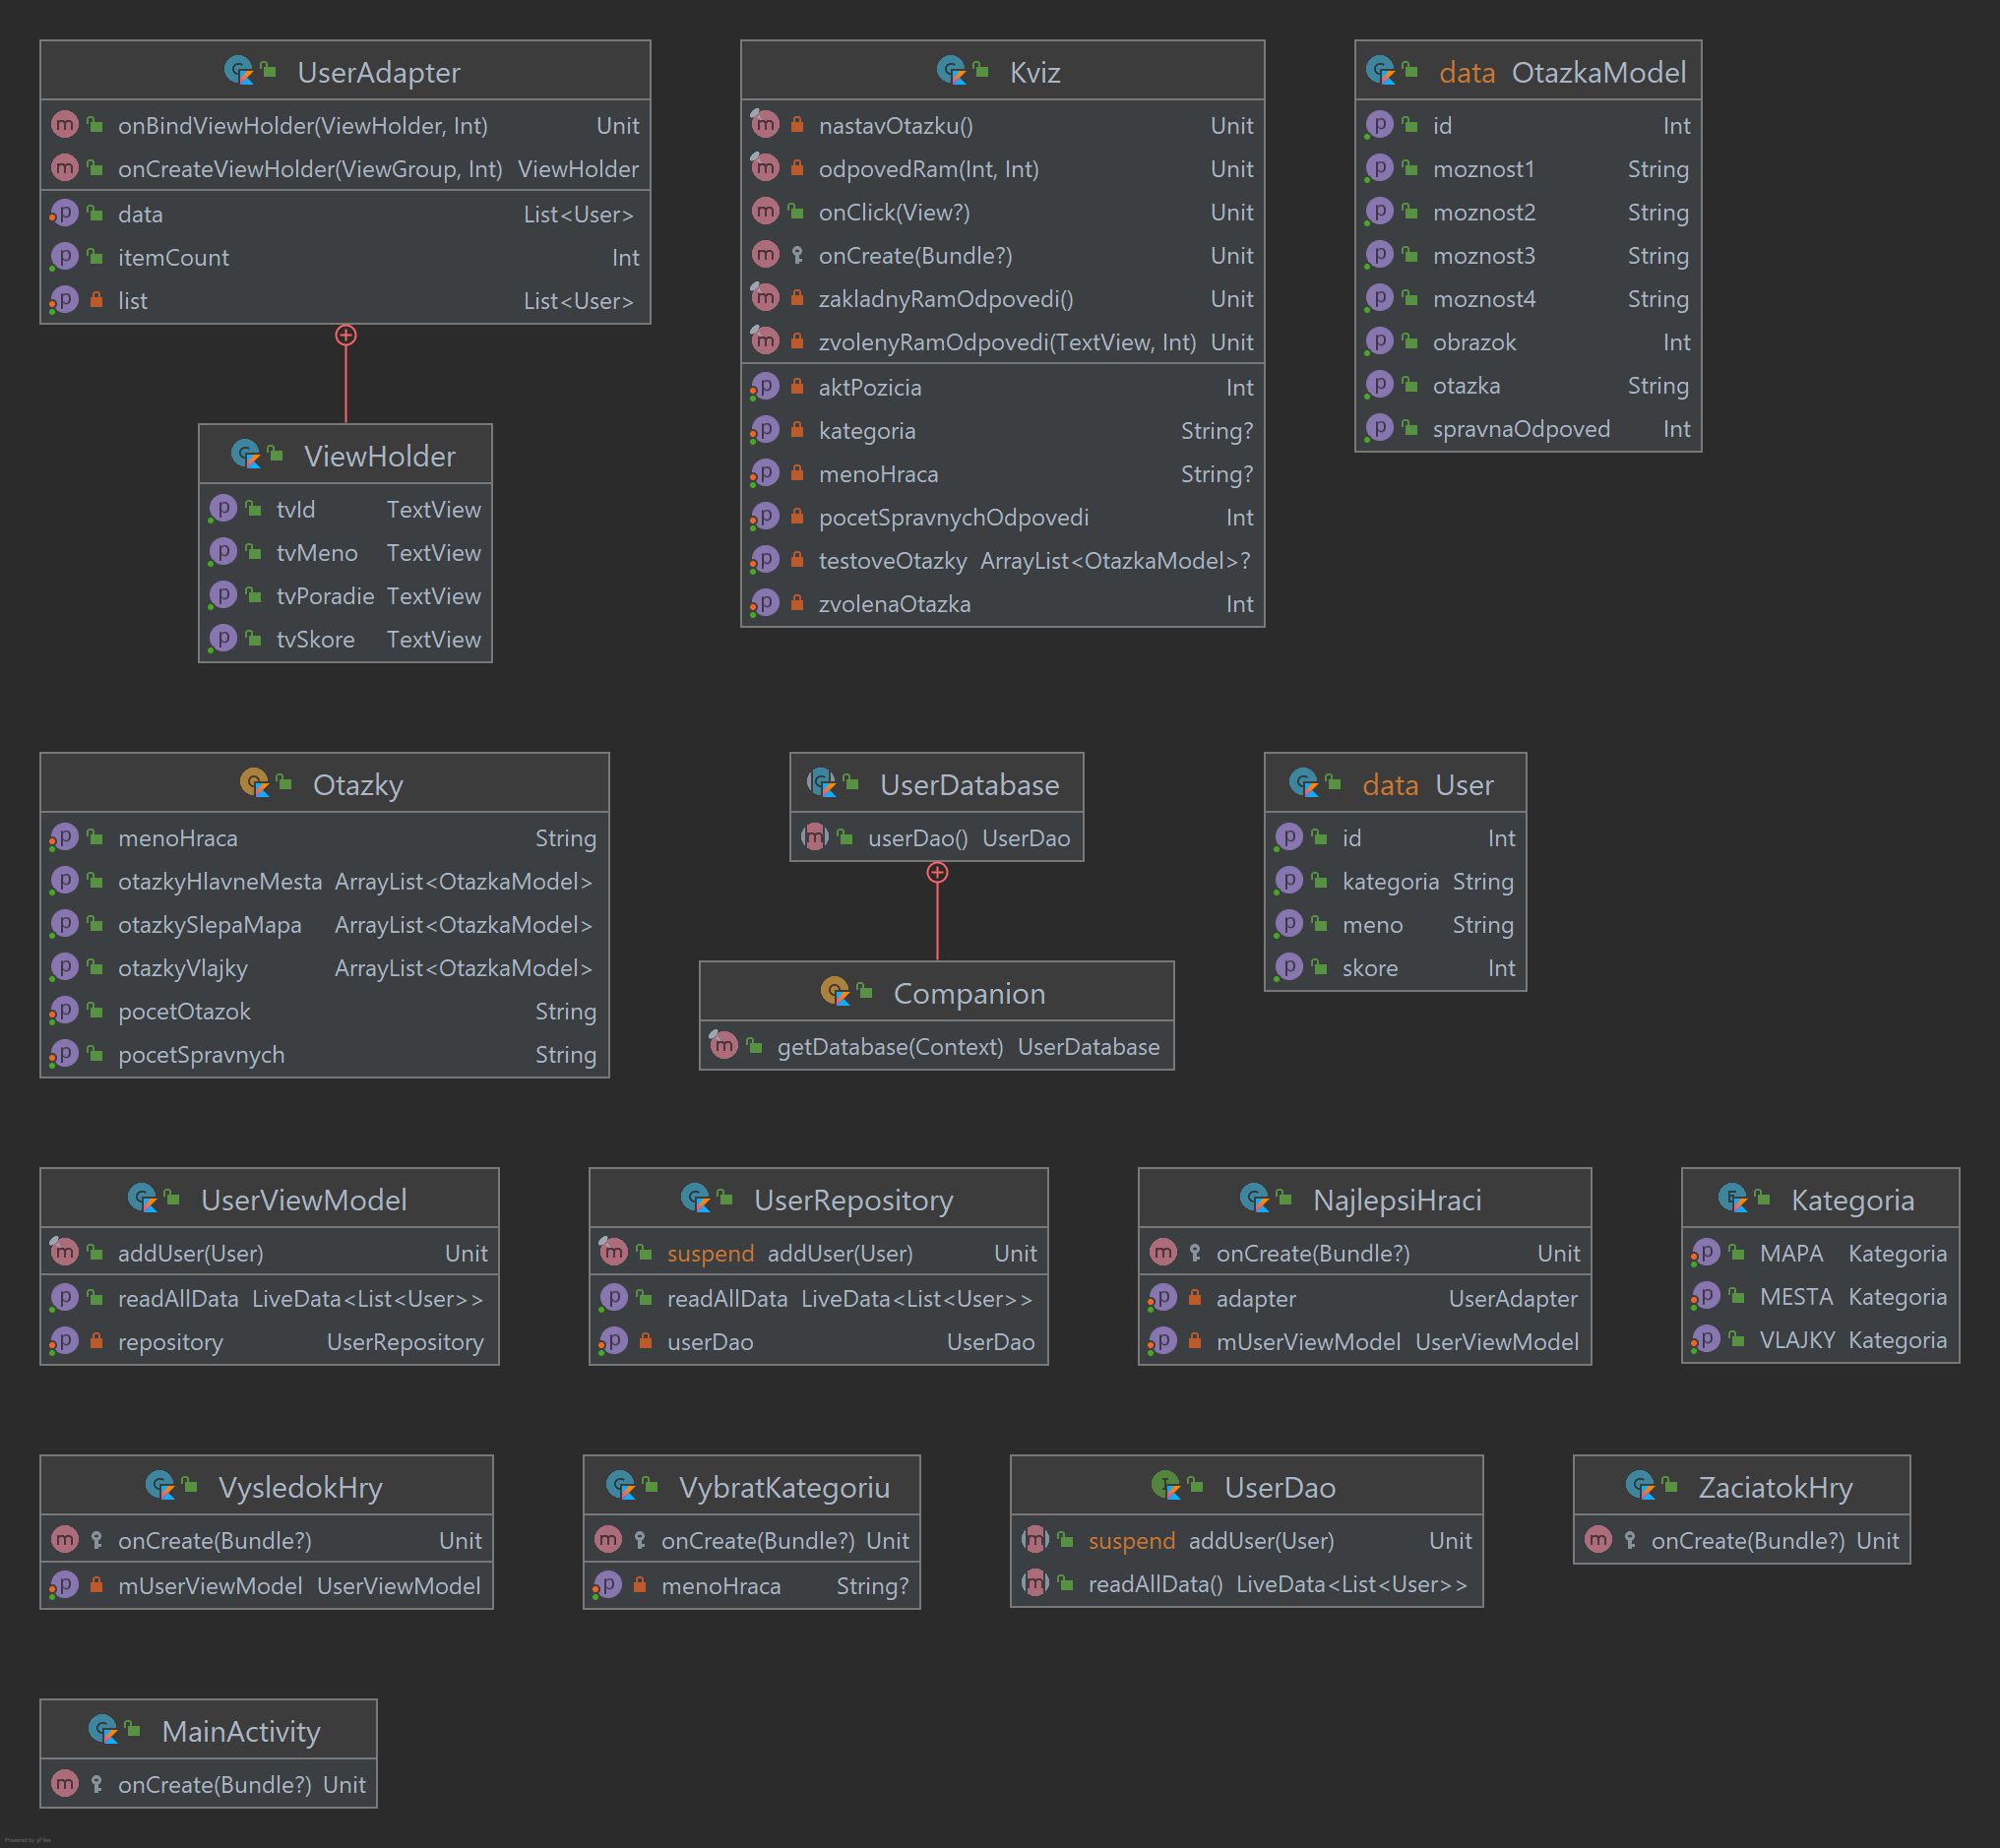 UserAdapter
onBindViewHolder(ViewHolder, Int) Unit
onCreateViewHolder(ViewGroup, Int) ViewHolder
data List<User>
itemCount Int
list List<User>
ViewHolder
tvId TextView
tvMeno TextView
tvPoradie TextView
tvSkore TextView
Kviz
nastavOtazku() Unit
odpovedRam(Int, Int) Unit
onClick(View?) Unit
onCreate(Bundle?) Unit
zakladnyRamOdpovedi() Unit
zvolenyRamOdpovedi(TextView, Int) Unit
aktPozicia Int
kategoria String?
menoHraca String?
pocetSpravnychOdpovedi Int
testoveOtazky ArrayList<OtazkaModel>?
zvolenaOtazka Int
data OtazkaModel
id Int
moznost1 String
moznost2 String
moznost3 String
moznost4 String
obrazok Int
otazka String
spravnaOdpoved Int
Otazky
menoHraca String
otazkyHlavneMesta ArrayList<OtazkaModel>
otazkySlepaMapa ArrayList<OtazkaModel>
otazkyVlajky ArrayList<OtazkaModel>
pocetOtazok String
pocetSpravnych String
UserDatabase
userDao() UserDao
Companion
getDatabase(Context) UserDatabase
data User
id Int
kategoria String
meno String
skore Int
UserViewModel
addUser(User) Unit
readAllData LiveData<List<User>>
repository UserRepository
UserRepository
suspend addUser(User) Unit
readAllData LiveData<List<User>>
userDao UserDao
NajlepsiHraci
onCreate(Bundle?) Unit
adapter UserAdapter
mUserViewModel UserViewModel
Kategoria
MAPA Kategoria
MESTA Kategoria
VLAJKY Kategoria
VysledokHry
onCreate(Bundle?) Unit
mUserViewModel UserViewModel
VybratKategoriu
onCreate(Bundle?) Unit
menoHraca String?
UserDao
suspend addUser(User) Unit
readAllData() LiveData<List<User>>
ZaciatokHry
onCreate(Bundle?) Unit
MainActivity
onCreate(Bundle?) Unit
Powered by yFiles